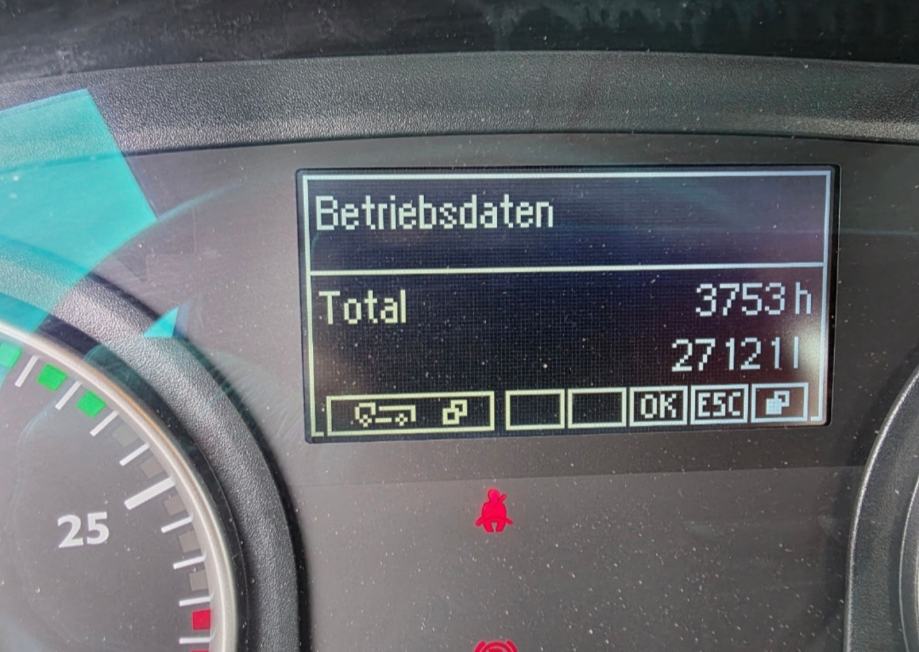 Betriebsdaten
Total 3753 h
27121 l
OK ESC
25